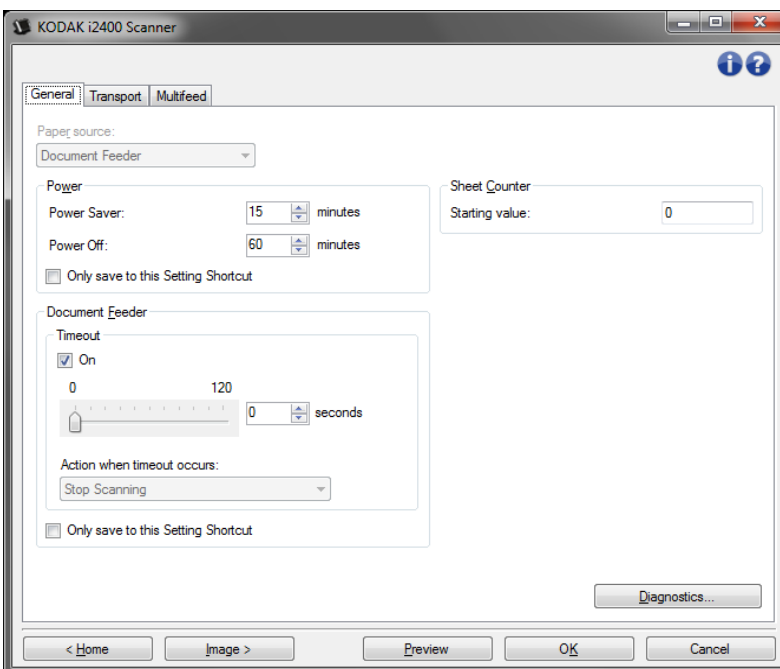 KODAK i2400 Scanner
General Transport Multifeed
Paper source:
Document Feeder
Power
Power Saver: 15 minutes
Power Off: 60 minutes
Only save to this Setting Shortcut
Sheet Counter
Starting value: 0
Document Feeder
Timeout
On
0 120
0 seconds
Action when timeout occurs:
Stop Scanning
Only save to this Setting Shortcut
Diagnostics...
< Home Image > Preview OK Cancel